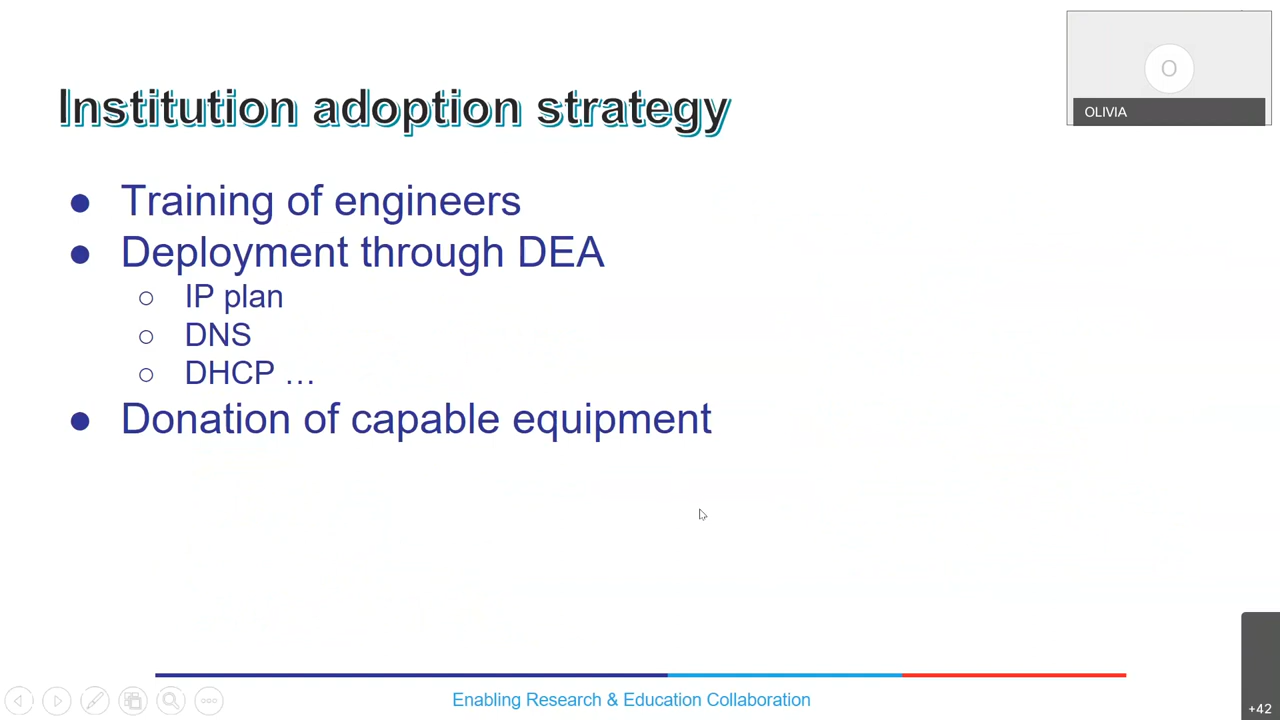 Institution adoption strategy
O
OLIVIA
● Training of engineers
● Deployment through DEA
○ IP plan
○ DNS
○ DHCP …
● Donation of capable equipment
Enabling Research & Education Collaboration
+42